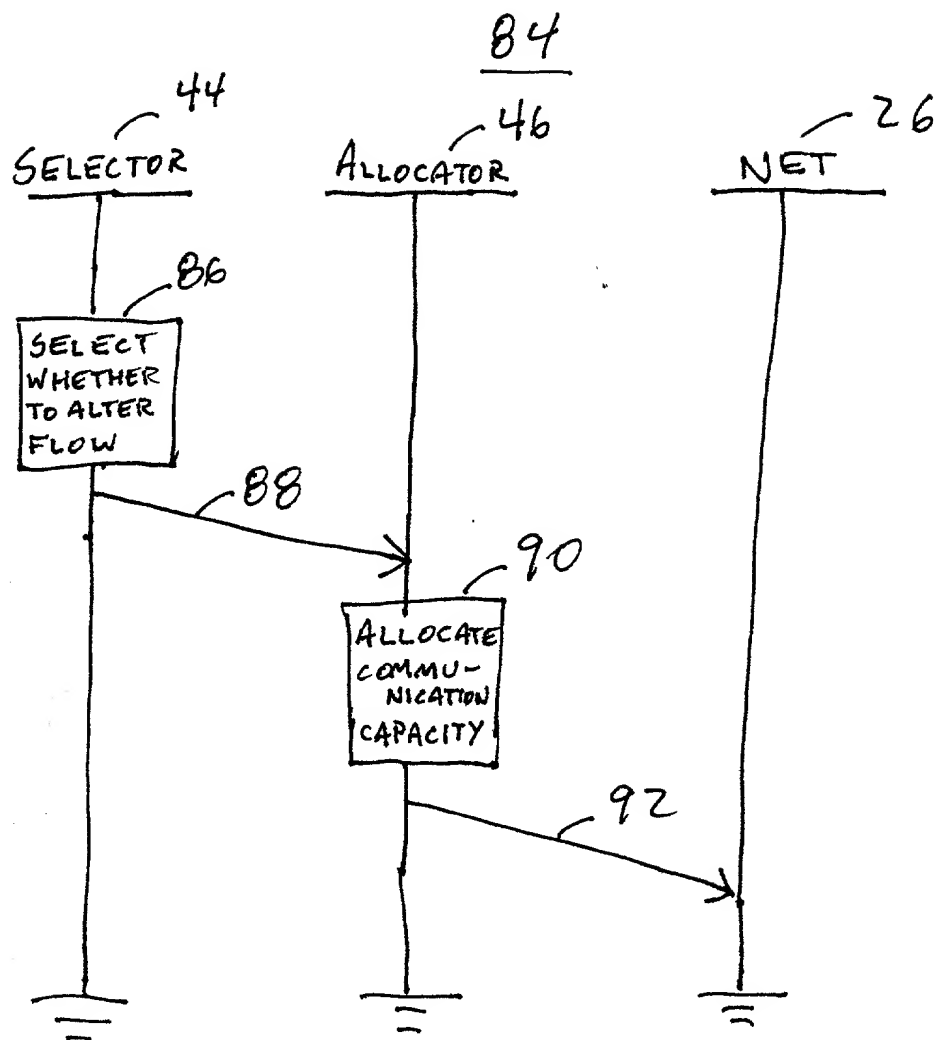 84
44
46
26
SELECTOR
ALLOCATOR
NET
86
SELECT
WHETHER
TO ALTER
FLOW
88
90
ALLOCATE
COMMU-
NICATION
CAPACITY
92